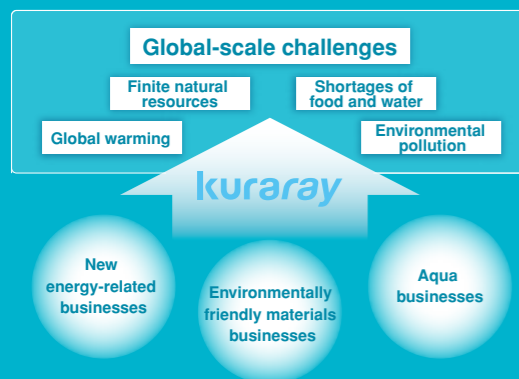 Global-scale challenges
Finite natural
resources
Shortages of
food and water
Global warming
Environmental
pollution
kuraray
New
energy-related
businesses
Environmentally
friendly materials
businesses
Aqua
businesses